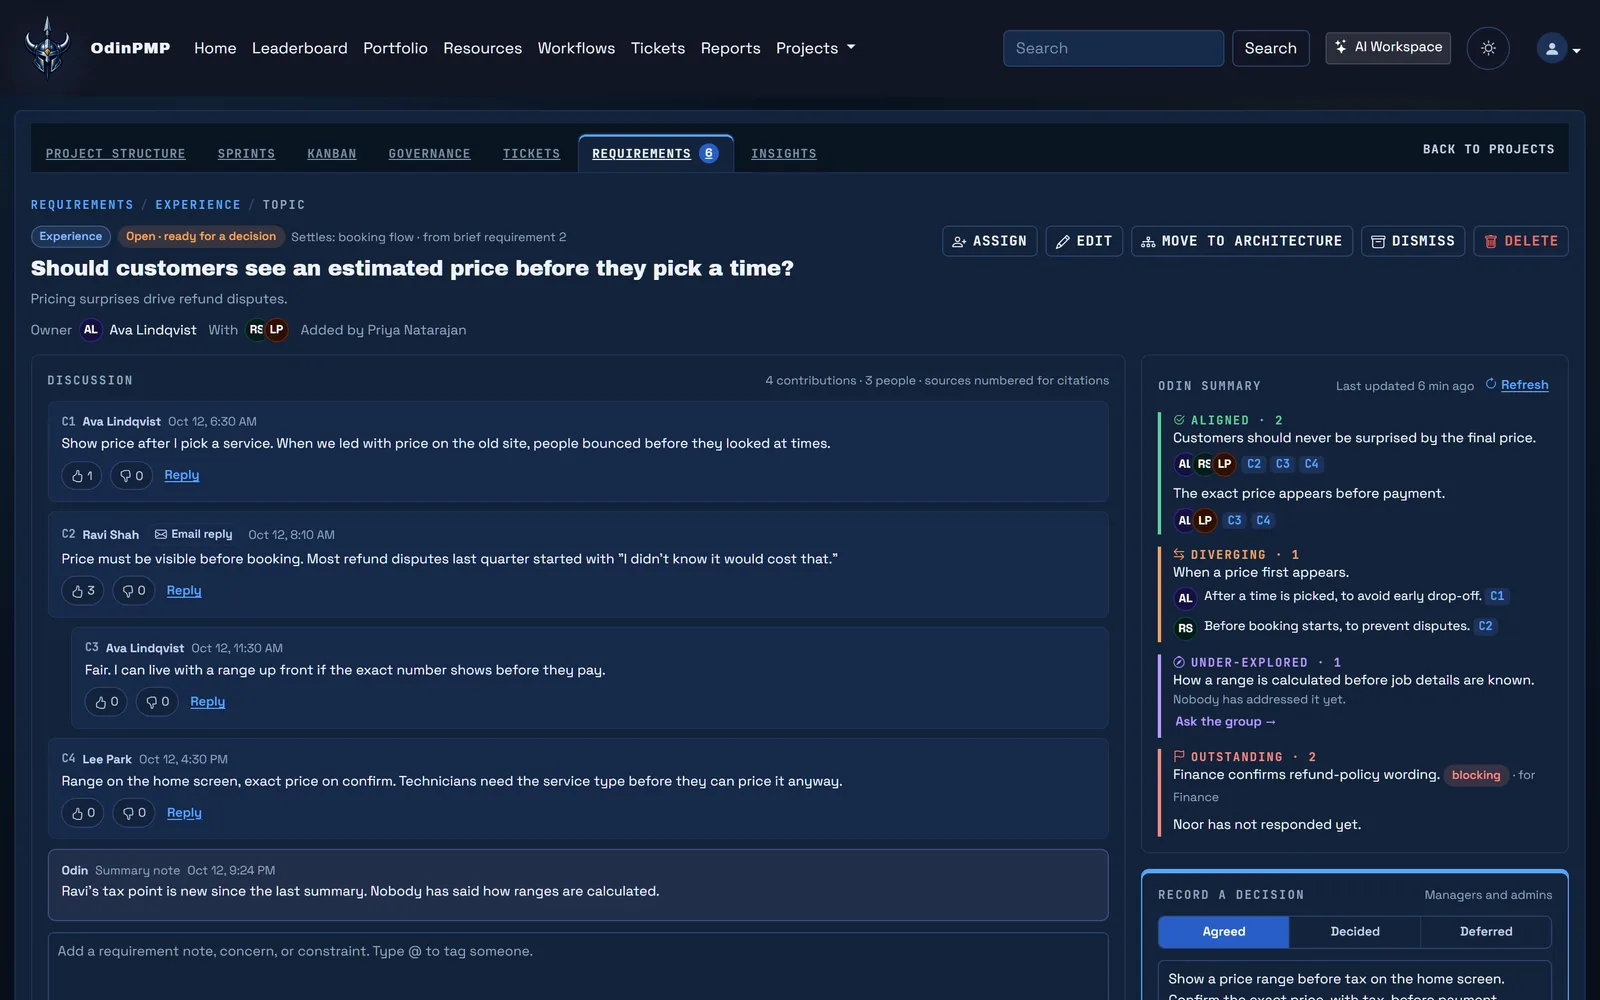 OdinPMP Home Leaderboard Portfolio Resources Workflows Tickets Reports Projects Search Search AI Workspace
PROJECT STRUCTURE SPRINTS KANBAN GOVERNANCE TICKETS REQUIREMENTS 6 INSIGHTS BACK TO PROJECTS
REQUIREMENTS / EXPERIENCE / TOPIC
Experience Open · ready for a decision Settles: booking flow · from brief requirement 2
ASSIGN EDIT MOVE TO ARCHITECTURE DISMISS DELETE
Should customers see an estimated price before they pick a time?
Pricing surprises drive refund disputes.
Owner AL Ava Lindqvist With RS LP Added by Priya Natarajan
DISCUSSION 4 contributions · 3 people · sources numbered for citations
C1 Ava Lindqvist Oct 12, 6:30 AM
Show price after I pick a service. When we led with price on the old site, people bounced before they looked at times.
1 0 Reply
C2 Ravi Shah Email reply Oct 12, 8:10 AM
Price must be visible before booking. Most refund disputes last quarter started with "I didn't know it would cost that."
3 0 Reply
C3 Ava Lindqvist Oct 12, 11:30 AM
Fair. I can live with a range up front if the exact number shows before they pay.
0 0 Reply
C4 Lee Park Oct 12, 4:30 PM
Range on the home screen, exact price on confirm. Technicians need the service type before they can price it anyway.
0 0 Reply
Odin Summary note Oct 12, 9:24 PM
Ravi's tax point is new since the last summary. Nobody has said how ranges are calculated.
Add a requirement note, concern, or constraint. Type @ to tag someone.
ODIN SUMMARY Last updated 6 min ago Refresh
ALIGNED · 2
Customers should never be surprised by the final price.
AL RS LP C2 C3 C4
The exact price appears before payment.
AL LP C3 C4
DIVERGING · 1
When a price first appears.
AL After a time is picked, to avoid early drop-off. C1
RS Before booking starts, to prevent disputes. C2
UNDER-EXPLORED · 1
How a range is calculated before job details are known.
Nobody has addressed it yet.
Ask the group →
OUTSTANDING · 2
Finance confirms refund-policy wording. blocking · for
Finance
Noor has not responded yet.
RECORD A DECISION Managers and admins
Agreed Decided Deferred
Show a price range before tax on the home screen.
Confirm the exact price, with tax, before payment.